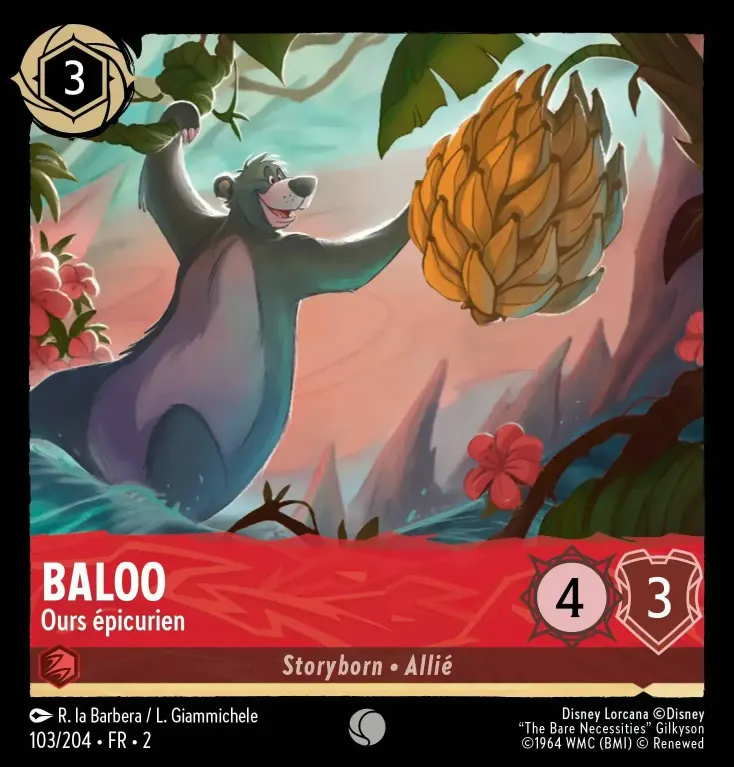 3
BALOO
Ours épicurien
4
3
Storyborn • Allié
R. la Barbera / L. Giammichele
103/204 • FR • 2
Disney Lorcana ©Disney
“The Bare Necessities” Gilkyson
©1964 WMC (BMI) © Renewed